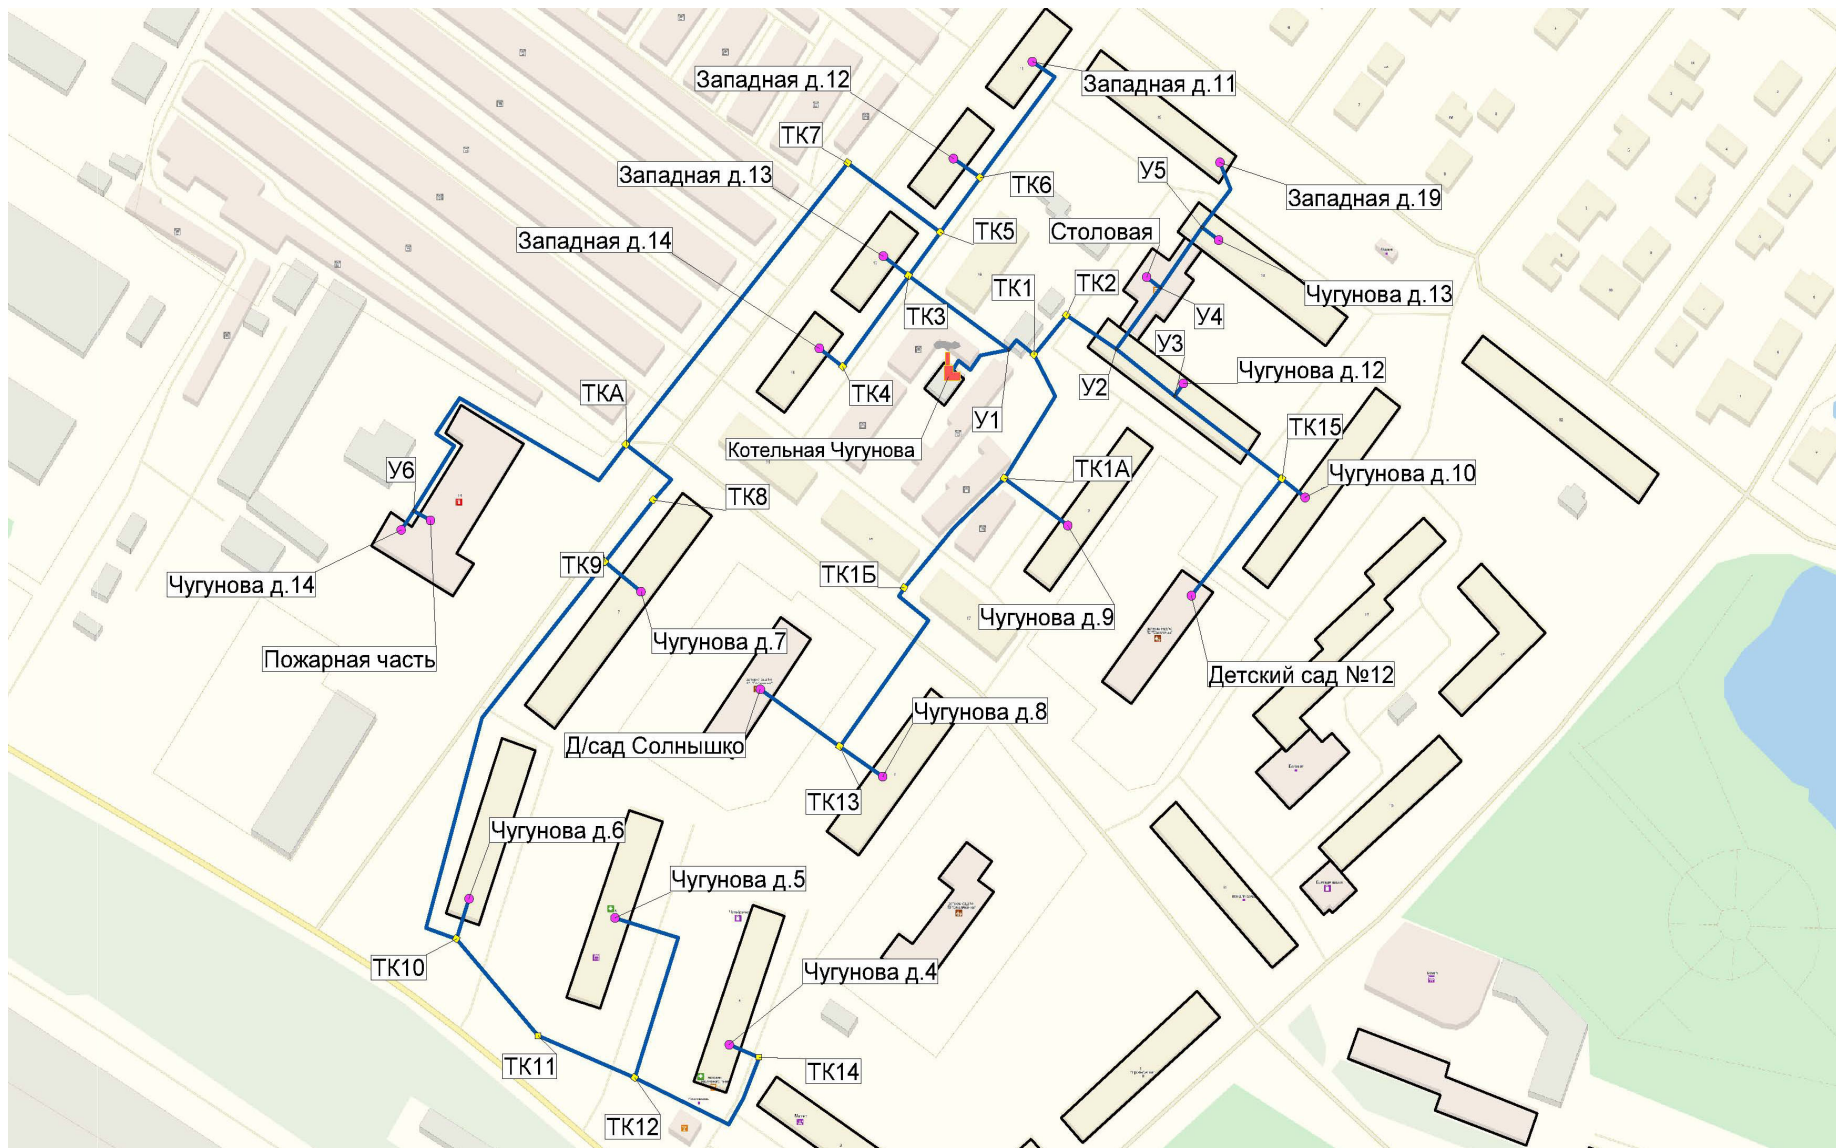 Западная д.12
Западная д.11
ТК7
Западная д.13
ТК6
У5
Западная д.19
Столовая
ТК5
Западная д.14
ТК1
ТК2
Чугунова д.13
ТК3
У4
У3
Чугунова д.12
ТКА
ТК4
У2
У1
Котельная Чугунова
ТК15
У6
ТК1А
Чугунова д.10
ТК8
ТК9
ТК1Б
Чугунова д.14
Чугунова д.9
Чугунова д.7
Пожарная часть
Детский сад №12
Чугунова д.8
Д/сад Солнышко
ТК13
Чугунова д.6
Чугунова д.5
ТК10
Чугунова д.4
ТК11
ТК14
ТК12